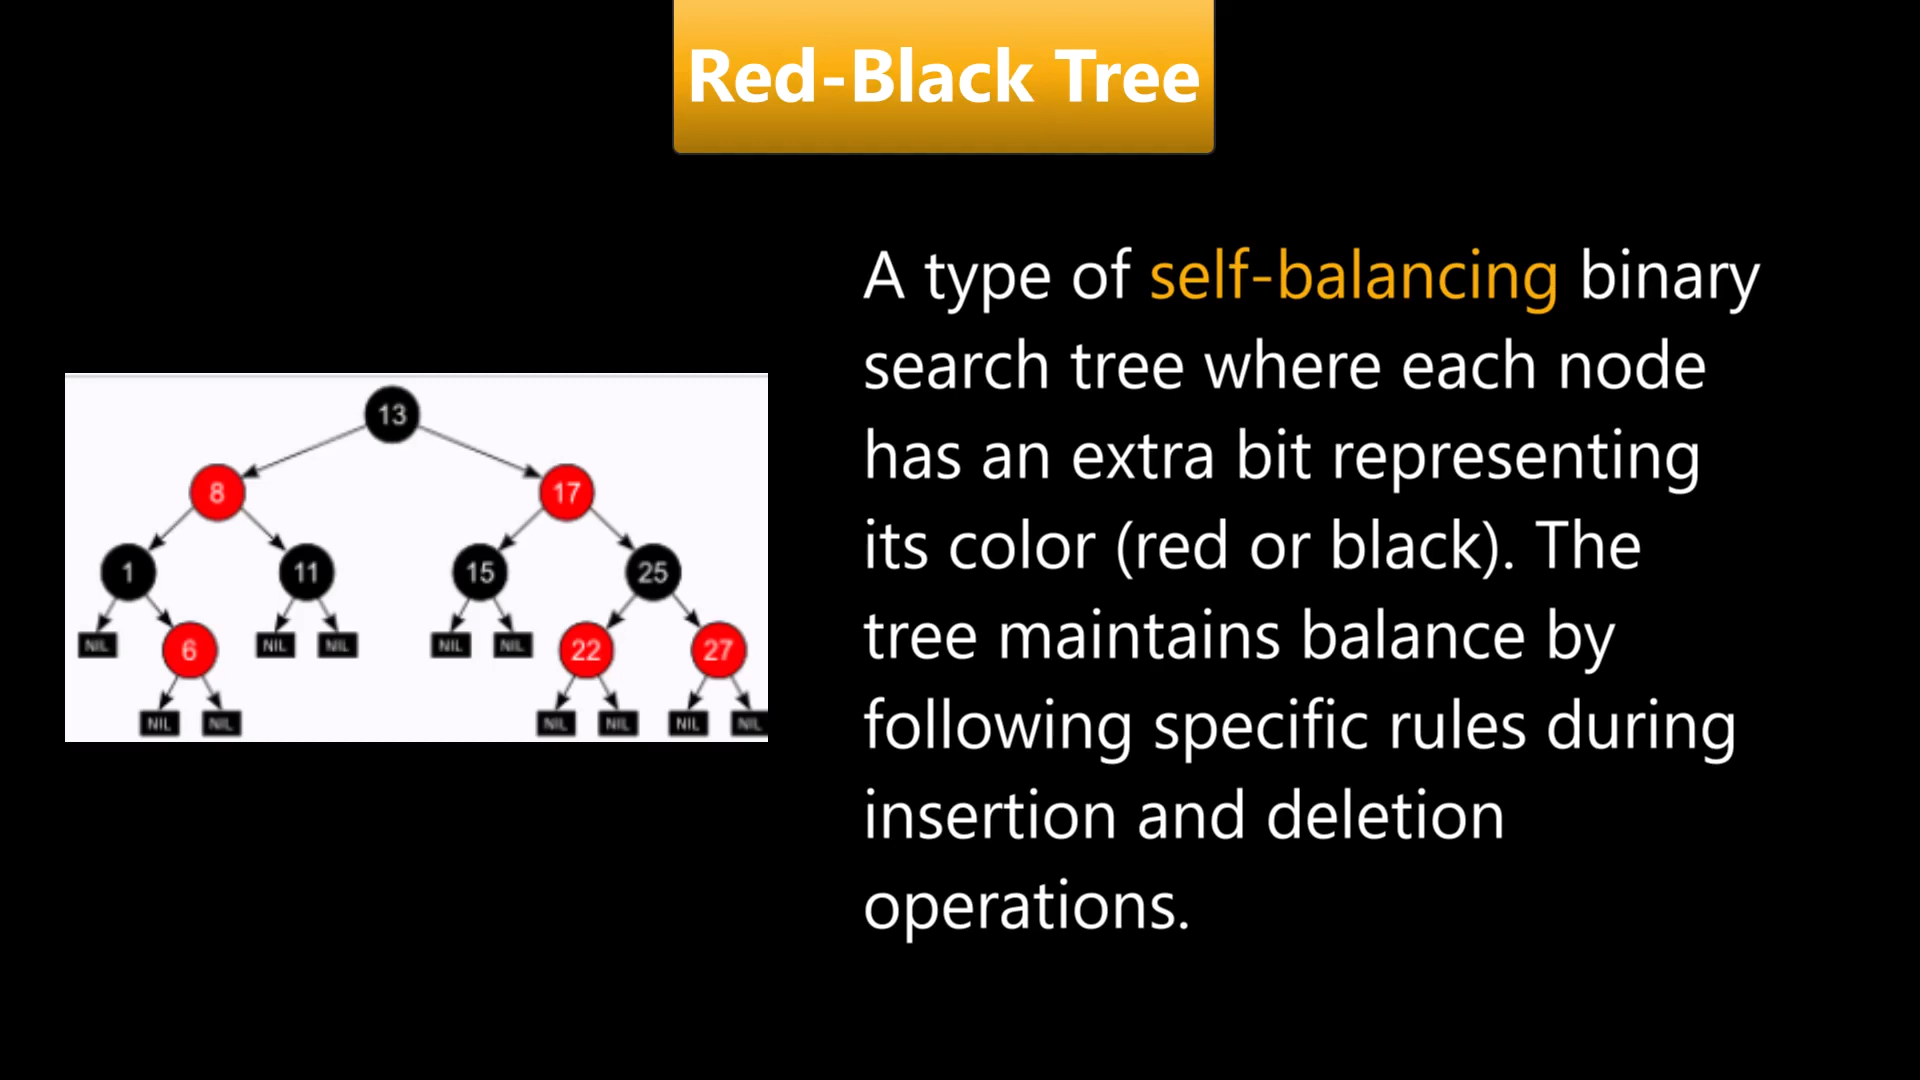 Red-Black Tree
A type of self-balancing binary
search tree where each node
has an extra bit representing
its color (red or black). The
tree maintains balance by
following specific rules during
insertion and deletion
operations.
13
8 17
1 11 15 25
NIL 6 NIL NIL NIL NIL 22 27
NIL NIL NIL NIL NIL NIL